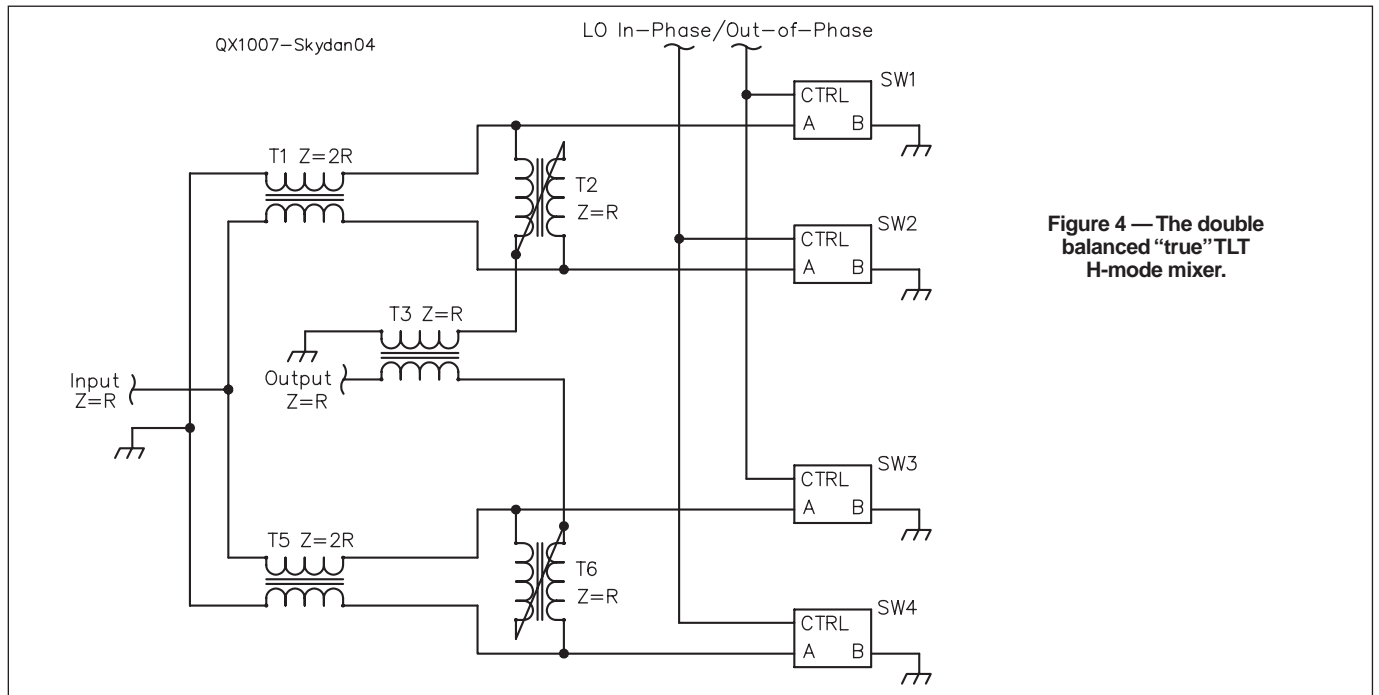 QX1007-Skydan04
LO In-Phase/Out-of-Phase
SW1
CTRL
A B
T1 Z=2R
T2
Z=R
SW2
CTRL
A B
T3 Z=R
Input
Z=R
Output
Z=R
SW3
CTRL
A B
T5 Z=2R
T6
Z=R
SW4
CTRL
A B
Figure 4 — The double
balanced “true” TLT
H-mode mixer.